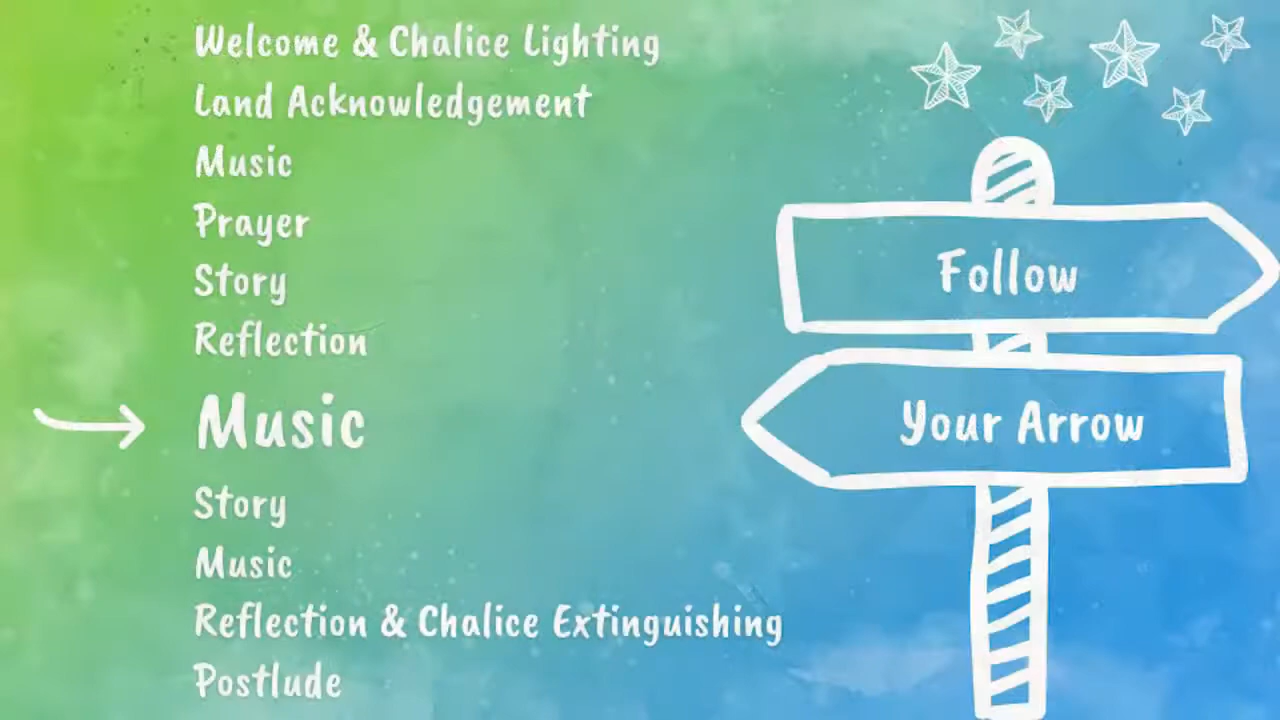 Welcome & Chalice Lighting
Land Acknowledgement
Music
Prayer
Story
Reflection
Music
Story
Music
Reflection & Chalice Extinguishing
Postlude
Follow
Your Arrow